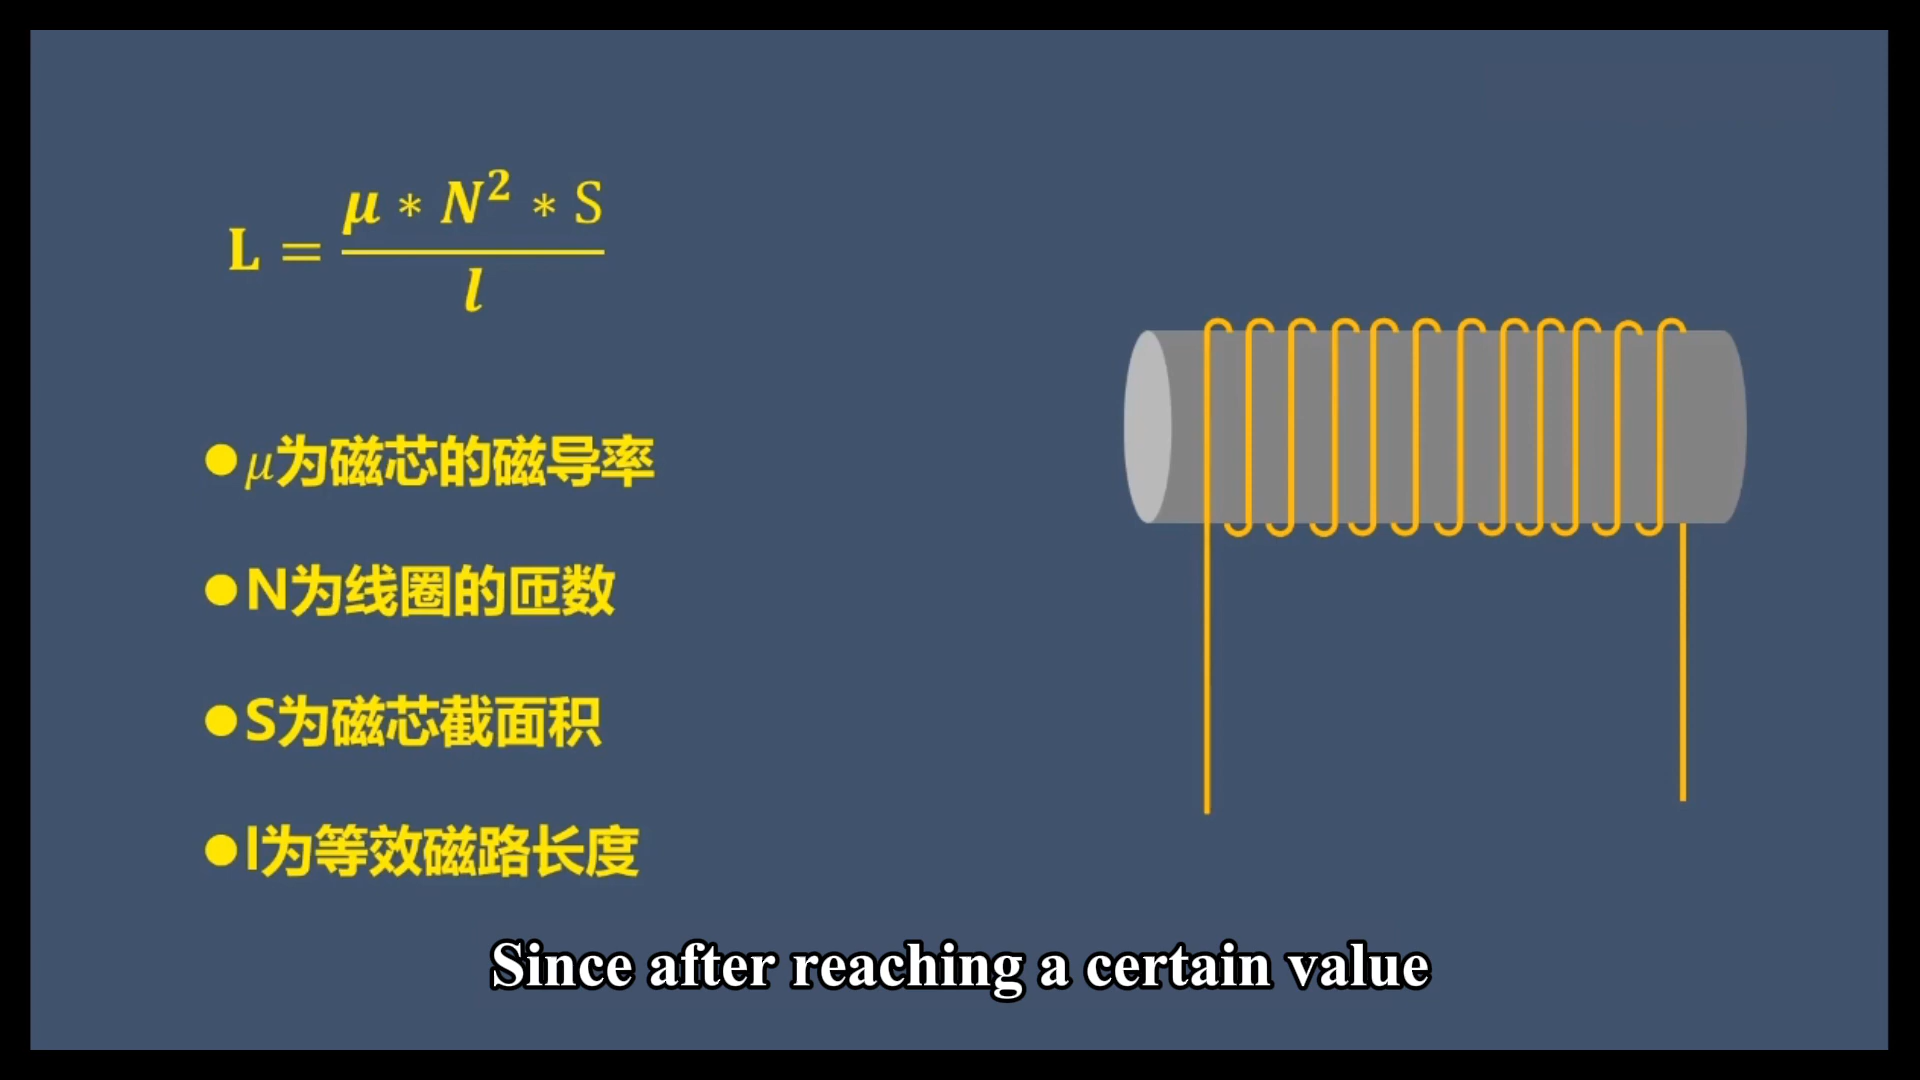 L = μ * N² * S / l
●μ为磁芯的磁导率
●N为线圈的匝数
●S为磁芯截面积
●l为等效磁路长度
Since after reaching a certain value